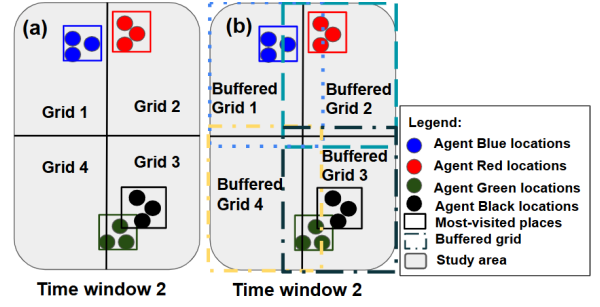 (a)
Grid 1
Grid 2
Grid 4
Grid 3
Time window 2
(b)
Buffered
Grid 1
Buffered
Grid 2
Buffered
Grid 3
Buffered
Grid 4
Time window 2
Legend:
Agent Blue locations
Agent Red locations
Agent Green locations
Agent Black locations
Most-visited places
Buffered grid
Study area